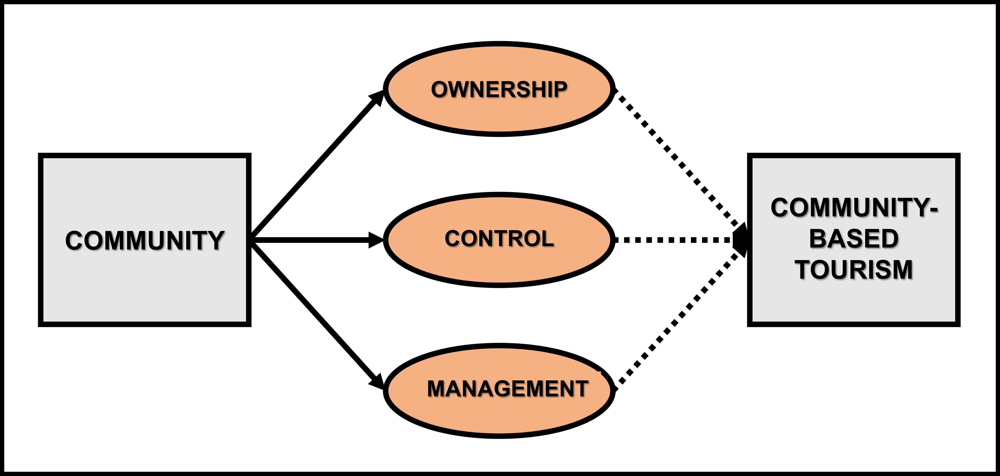 OWNERSHIP
COMMUNITY
CONTROL
COMMUNITY-
BASED
TOURISM
MANAGEMENT